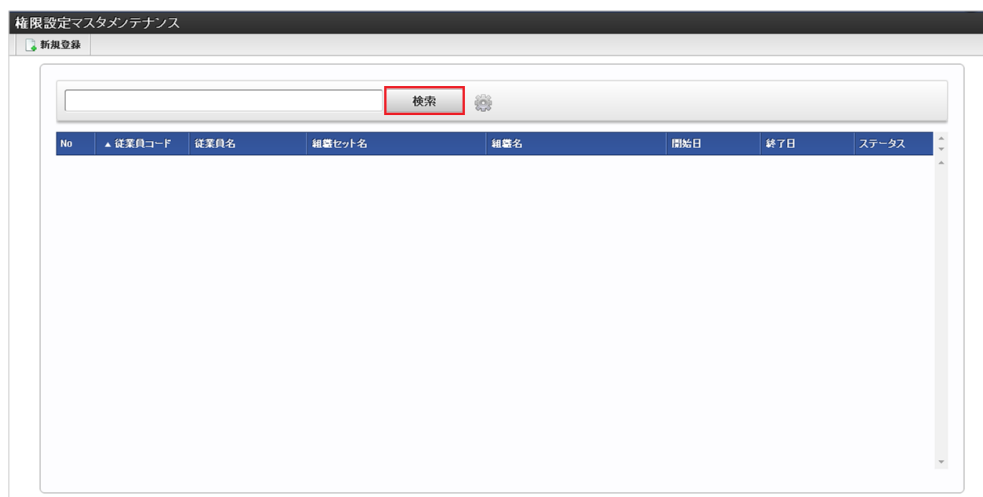 権限設定マスタメンテナンス
新規登録
検索
No ▲ 従業員コード 従業員名 組織セット名 組織名 開始日 終了日 ステータス